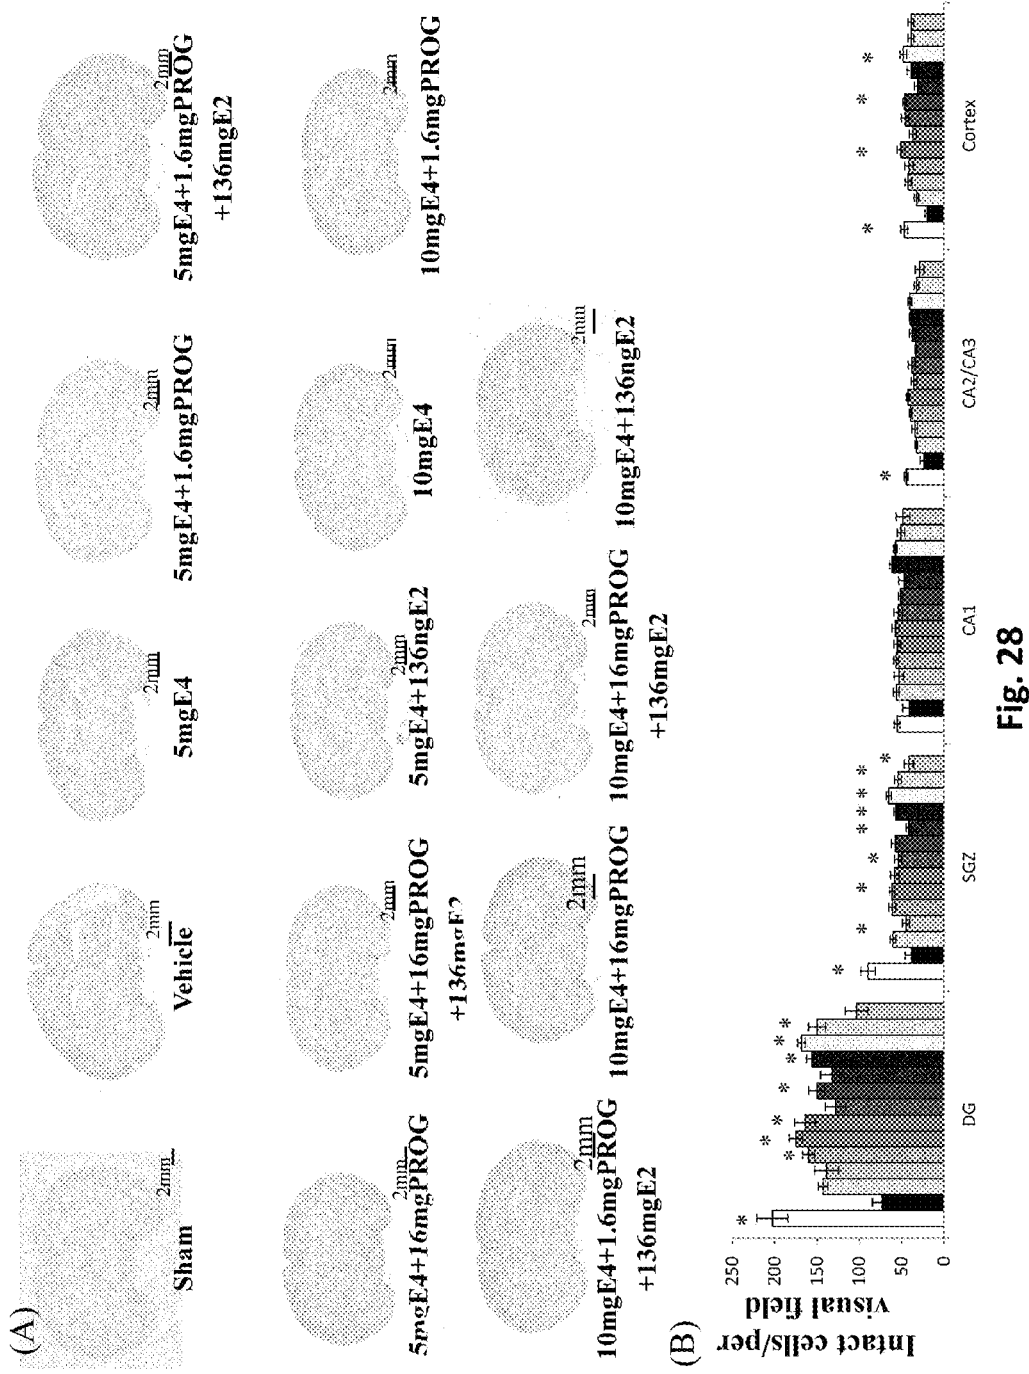 (A)
2mm
Sham
2mm
Vehicle
2mm
5mgE4
2mm
5mgE4+1.6mgPROG
2mm
5mgE4+1.6mgPROG
+136mgE2
2mm
5mgE4+16mgPROG
2mm
5mgE4+16mgPROG
+136mgE2
2mm
5mgE4+136ngE2
2mm
10mgE4
2mm
10mgE4+1.6mgPROG
2mm
10mgE4+1.6mgPROG
+136mgE2
2mm
10mgE4+16mgPROG
2mm
10mgE4+16mgPROG
+136mgE2
2mm
10mgE4+136ngE2
(B)
Intact cells/per
visual field
250
200
150
100
50
0
* * * * * * * *
* * * * * * * * *
*
* * * *
DG
SGZ
CA1
CA2/CA3
Cortex
Fig. 28